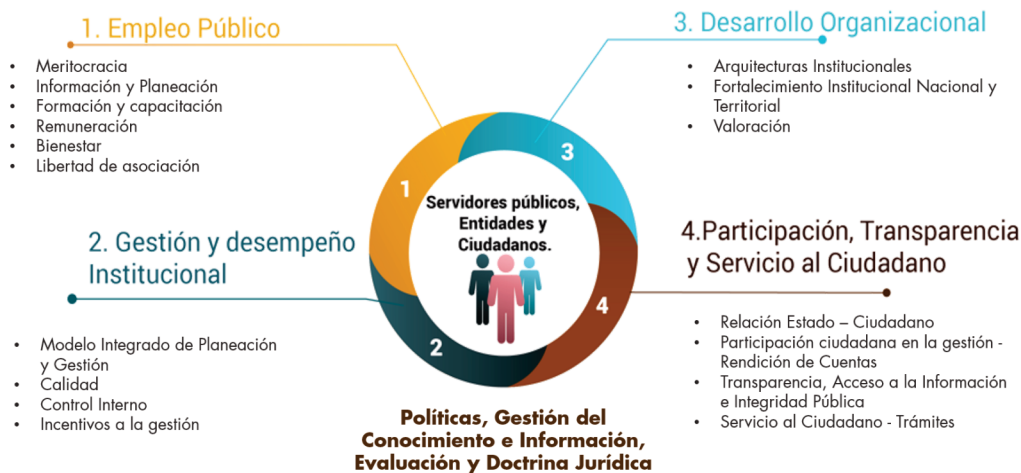 1. Empleo Público
• Meritocracia
• Información y Planeación
• Formación y capacitación
• Remuneración
• Bienestar
• Libertad de asociación
2. Gestión y desempeño
Institucional
• Modelo Integrado de Planeación
y Gestión
• Calidad
• Control Interno
• Incentivos a la gestión
3. Desarrollo Organizacional
• Arquitecturas Institucionales
• Fortalecimiento Institucional Nacional y
Territorial
• Valoración
4.Participación, Transparencia
y Servicio al Ciudadano
• Relación Estado – Ciudadano
• Participación ciudadana en la gestión -
Rendición de Cuentas
• Transparencia, Acceso a la Información
e Integridad Pública
• Servicio al Ciudadano - Trámites
1
3
Servidores públicos,
Entidades y
Ciudadanos.
2
4
Políticas, Gestión del
Conocimiento e Información,
Evaluación y Doctrina Jurídica